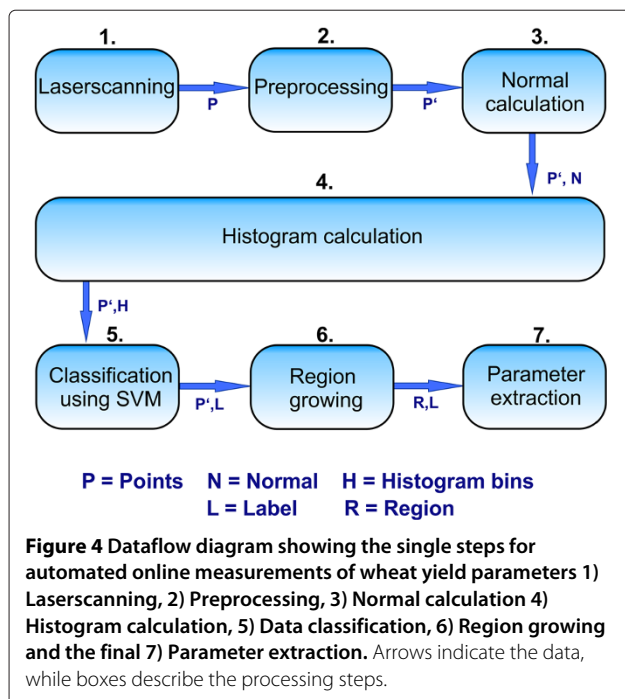 1.
2.
3.
Laserscanning
P
Preprocessing
P‘
Normal
calculation
P‘, N
4.
Histogram calculation
P‘,H
5.
6.
7.
Classification
using SVM
P‘,L
Region
growing
R,L
Parameter
extraction
P = Points N = Normal H = Histogram bins
L = Label R = Region
Figure 4 Dataflow diagram showing the single steps for
automated online measurements of wheat yield parameters 1)
Laserscanning, 2) Preprocessing, 3) Normal calculation 4)
Histogram calculation, 5) Data classification, 6) Region growing
and the final 7) Parameter extraction. Arrows indicate the data,
while boxes describe the processing steps.